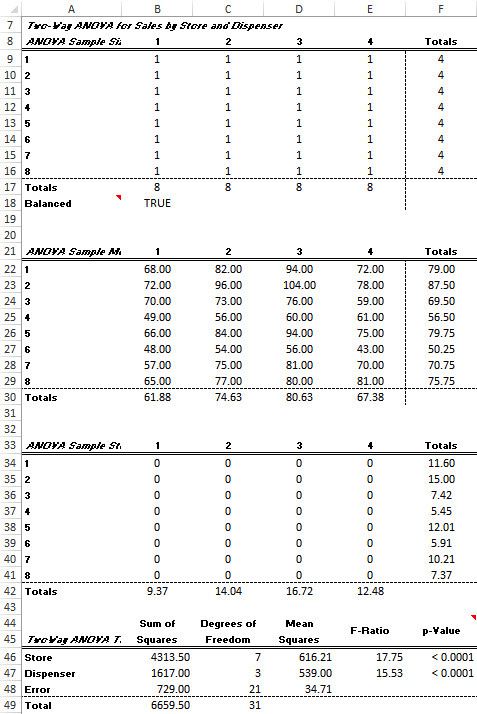 A B C D E F
7 Two-Way ANOVA for Sales by Store and Dispenser
8 ANOVA Sample Si 1 2 3 4 Totals
9 1 1 1 1 1 4
10 2 1 1 1 1 4
11 3 1 1 1 1 4
12 4 1 1 1 1 4
13 5 1 1 1 1 4
14 6 1 1 1 1 4
15 7 1 1 1 1 4
16 8 1 1 1 1 4
17 Totals 8 8 8 8
18 Balanced TRUE
19
20
21 ANOVA Sample M 1 2 3 4 Totals
22 1 68.00 82.00 94.00 72.00 79.00
23 2 72.00 96.00 104.00 78.00 87.50
24 3 70.00 73.00 76.00 59.00 69.50
25 4 49.00 56.00 60.00 61.00 56.50
26 5 66.00 84.00 94.00 75.00 79.75
27 6 48.00 54.00 56.00 43.00 50.25
28 7 57.00 75.00 81.00 70.00 70.75
29 8 65.00 77.00 80.00 81.00 75.75
30 Totals 61.88 74.63 80.63 67.38
31
32
33 ANOVA Sample St 1 2 3 4 Totals
34 1 0 0 0 0 11.60
35 2 0 0 0 0 15.00
36 3 0 0 0 0 7.42
37 4 0 0 0 0 5.45
38 5 0 0 0 0 12.01
39 6 0 0 0 0 5.91
40 7 0 0 0 0 10.21
41 8 0 0 0 0 7.37
42 Totals 9.37 14.04 16.72 12.48
43
44 Sum of Degrees of Mean
F-Ratio p-Value
45 Two-Way ANOVA T. Squares Freedom Squares
46 Store 4313.50 7 616.21 17.75 < 0.0001
47 Dispenser 1617.00 3 539.00 15.53 < 0.0001
48 Error 729.00 21 34.71
49 Total 6659.50 31